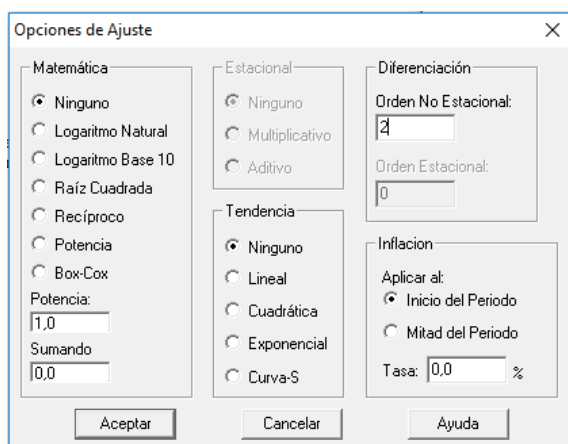 Opciones de Ajuste
Matemática
Ninguno
Logaritmo Natural
Logaritmo Base 10
Raíz Cuadrada
Recíproco
Potencia
Box-Cox
Potencia:
1,0
Sumando
0,0
Estacional
Ninguno
Multiplicativo
Aditivo
Tendencia
Ninguno
Lineal
Cuadrática
Exponencial
Curva-S
Diferenciación
Orden No Estacional:
2
Orden Estacional:
0
Inflacion
Aplicar al:
Inicio del Periodo
Mitad del Periodo
Tasa: 0,0 %
Aceptar
Cancelar
Ayuda